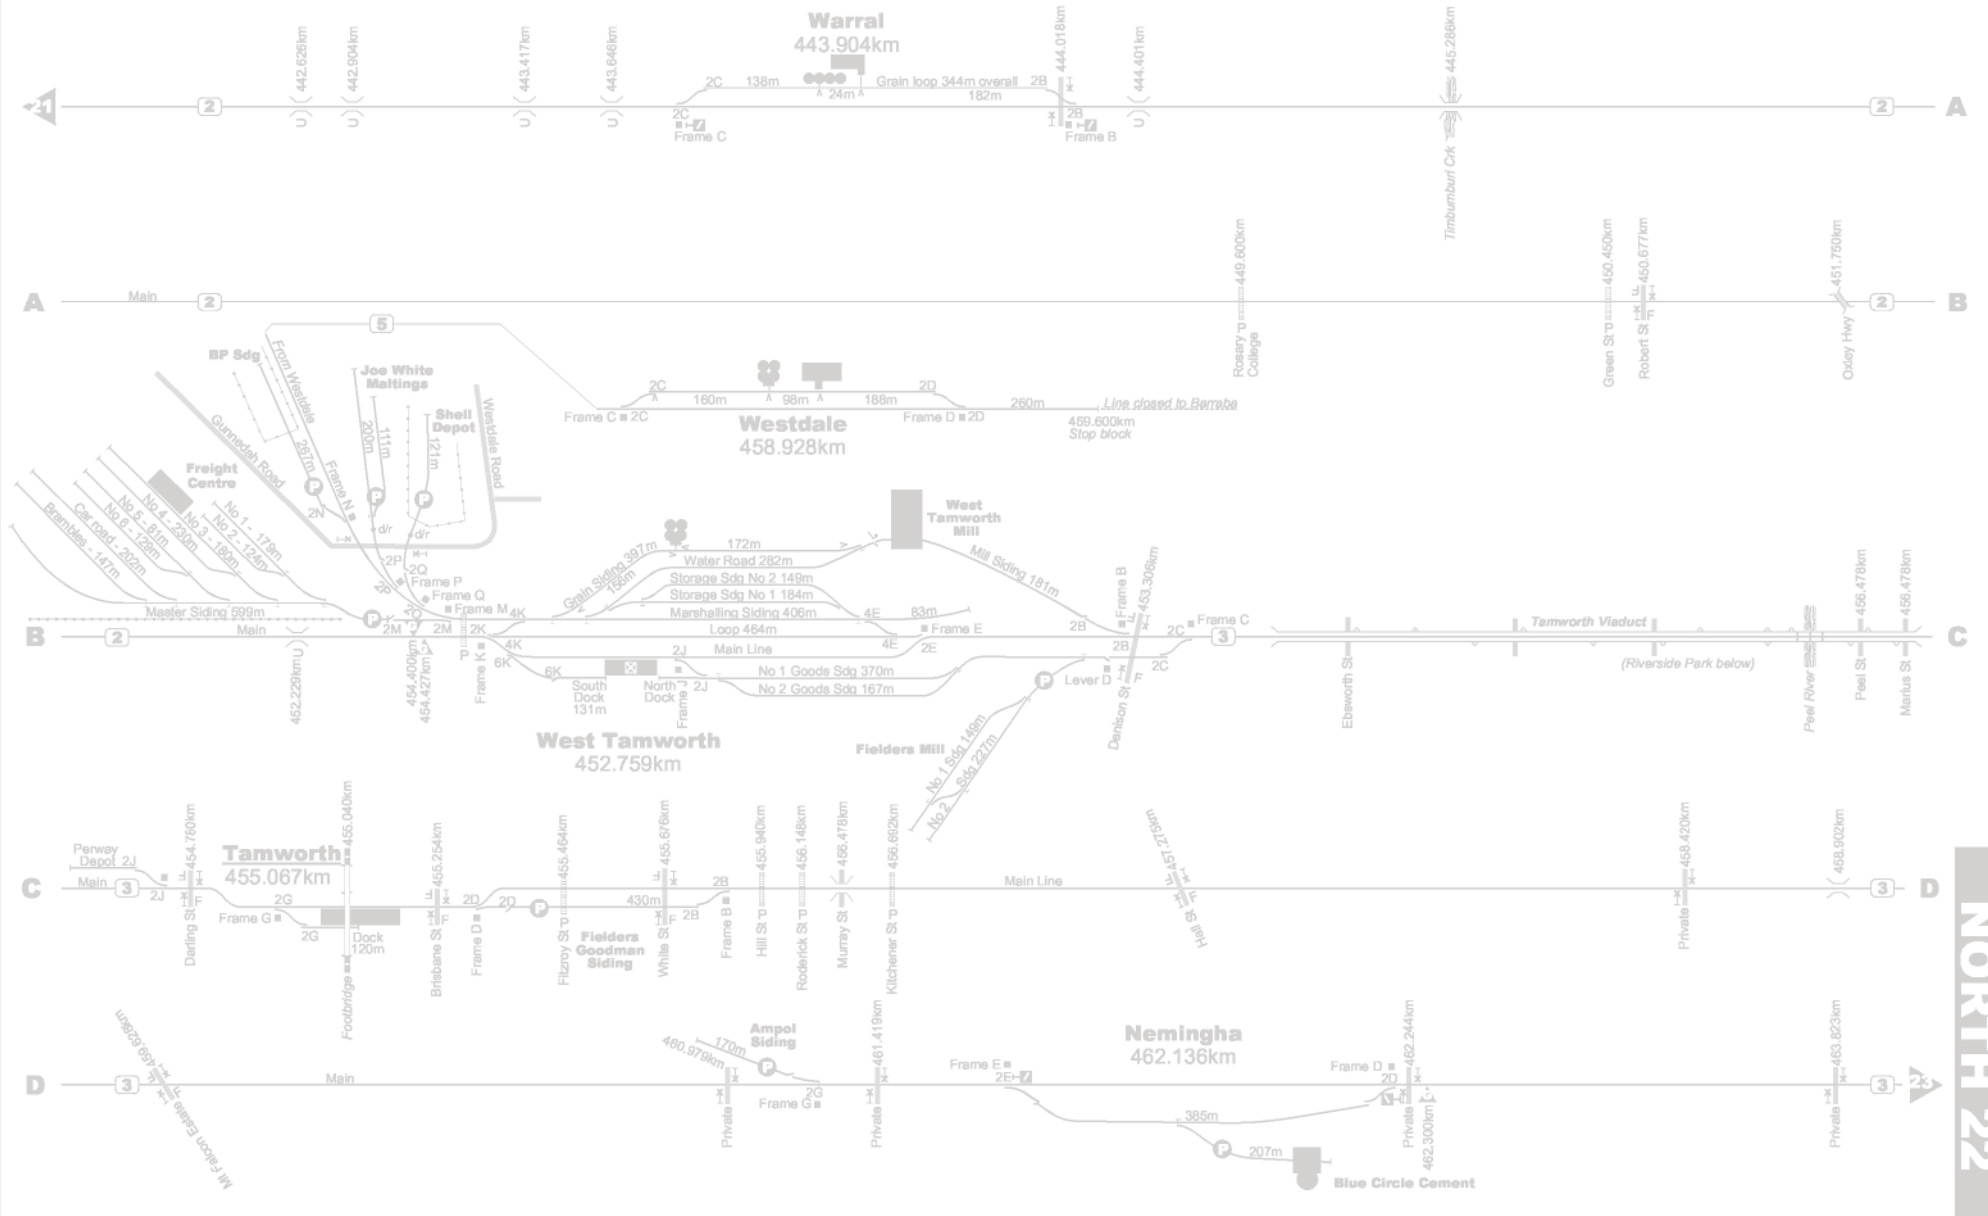 Warral
443.904km
442.626km
442.904km
443.417km
443.646km
444.018km
444.401km
445.286km
2C
138m
Grain loop 344m overall
2B
24m
182m
21
2
2
A
U
U
U
U
2C
2B
Frame C
Frame B
Timbumburi Crk
A
Main
2
449.600km
450.450km
450.677km
451.750km
2
B
Rosary
College
P
Green St P
Robert St F
F
Oxley Hwy
5
BP Sdg
From Westdale
Joe White
Maltings
Shell
Depot
Westdale Road
Gunnedah Road
267m
Frame N
200m
111m
121m
P
P
P
2N
d/r
d/r
2C
2D
160m
98m
188m
260m
Line closed to Barraba
Frame C
2C
Westdale
458.928km
Frame D
2D
459.600km
Stop block
Freight
Centre
No 1 - 179m
No 2 - 124m
No 3 - 180m
No 4 - 230m
No 5 - 81m
No 6 - 129m
Car road - 202m
Brambles - 147m
Master Siding 599m
2P
2Q
2P
Frame P
Frame Q
2Q
Frame M
P
West
Tamworth
Mill
Grain Siding 397m
156m
172m
Water Road 282m
Storage Sdg No 2 149m
Storage Sdg No 1 184m
Marshalling Siding 406m
Loop 464m
Main Line
Mill Siding 181m
4K
4E
83m
Frame E
2B
Frame B
453.306km
F
Frame C
2C
B
2
Main
2M
2M
2K
4K
4E
2E
2B
2C
3
Tamworth Viaduct
(Riverside Park below)
456.478km
456.478km
C
452.229km
U
454.400km
454.427km
P
Frame K
6K
6K
South
Dock
131m
North
Dock
2J
Frame J
2J
No 1 Goods Sdg 370m
No 2 Goods Sdg 167m
P
Lever D
Denison St F
Ebsworth St
Peel River
Peel St
Marius St
West Tamworth
452.759km
Fielders Mill
No 1 Sdg 149m
No 2 Sdg 227m
Perway
Depot
2J
454.780km
Tamworth
455.067km
455.040km
455.254km
455.464km
455.676km
455.940km
456.148km
456.478km
456.692km
457.275km
458.420km
458.902km
C
Main
3
2J
F
F
F
Darling St
2G
Frame G
2G
Dock
120m
Footbridge
F
Brisbane St
2D
2D
Frame D
P
Fitzroy St P
Fielders
Goodman
Siding
430m
F
White St
F
2B
2B
Frame B
Hill St P
Roderick St P
Murray St
Kitchener St P
Main Line
F
F
Hall St
Private
3
D
459.626km
F
F
Mt Falcon Estate
D
3
Main
460.979km
170m
Ampol
Siding
P
2G
Frame G
Private
461.419km
Private
Nemingha
462.136km
Frame E
2E
Frame D
2D
462.244km
Private
462.300km
385m
P
207m
Blue Circle Cement
463.823km
Private
3
23
NORTH 22